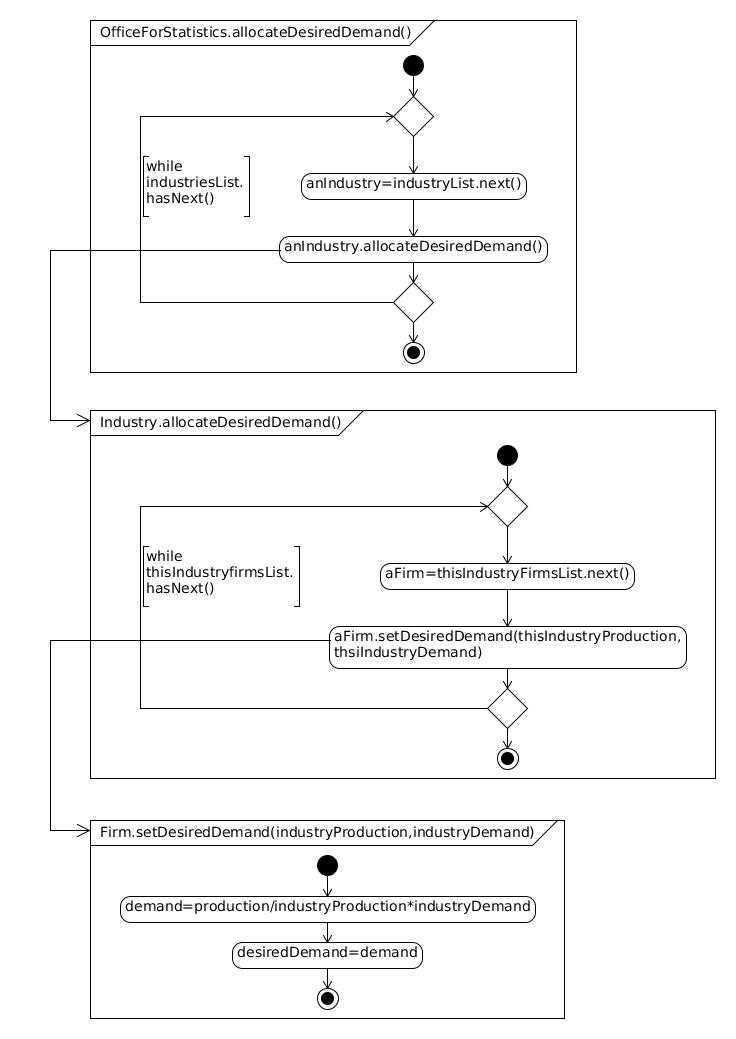 OfficeForStatistics.allocateDesiredDemand()
while
industriesList.
hasNext()
anIndustry=industryList.next()
anIndustry.allocateDesiredDemand()
Industry.allocateDesiredDemand()
while
thisIndustryfirmsList.
hasNext()
aFirm=thisIndustryFirmsList.next()
aFirm.setDesiredDemand(thisIndustryProduction,
thsiIndustryDemand)
Firm.setDesiredDemand(industryProduction,industryDemand)
demand=production/industryProduction*industryDemand
desiredDemand=demand